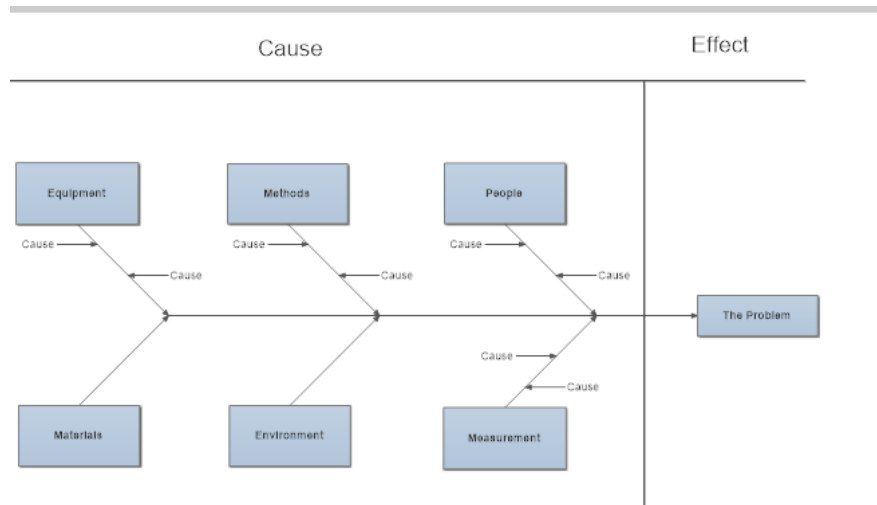 Cause
Effect
Equipment
Methods
People
Cause
Cause
Cause
Cause
Cause
Cause
The Problem
Cause
Cause
Materials
Environment
Measurement